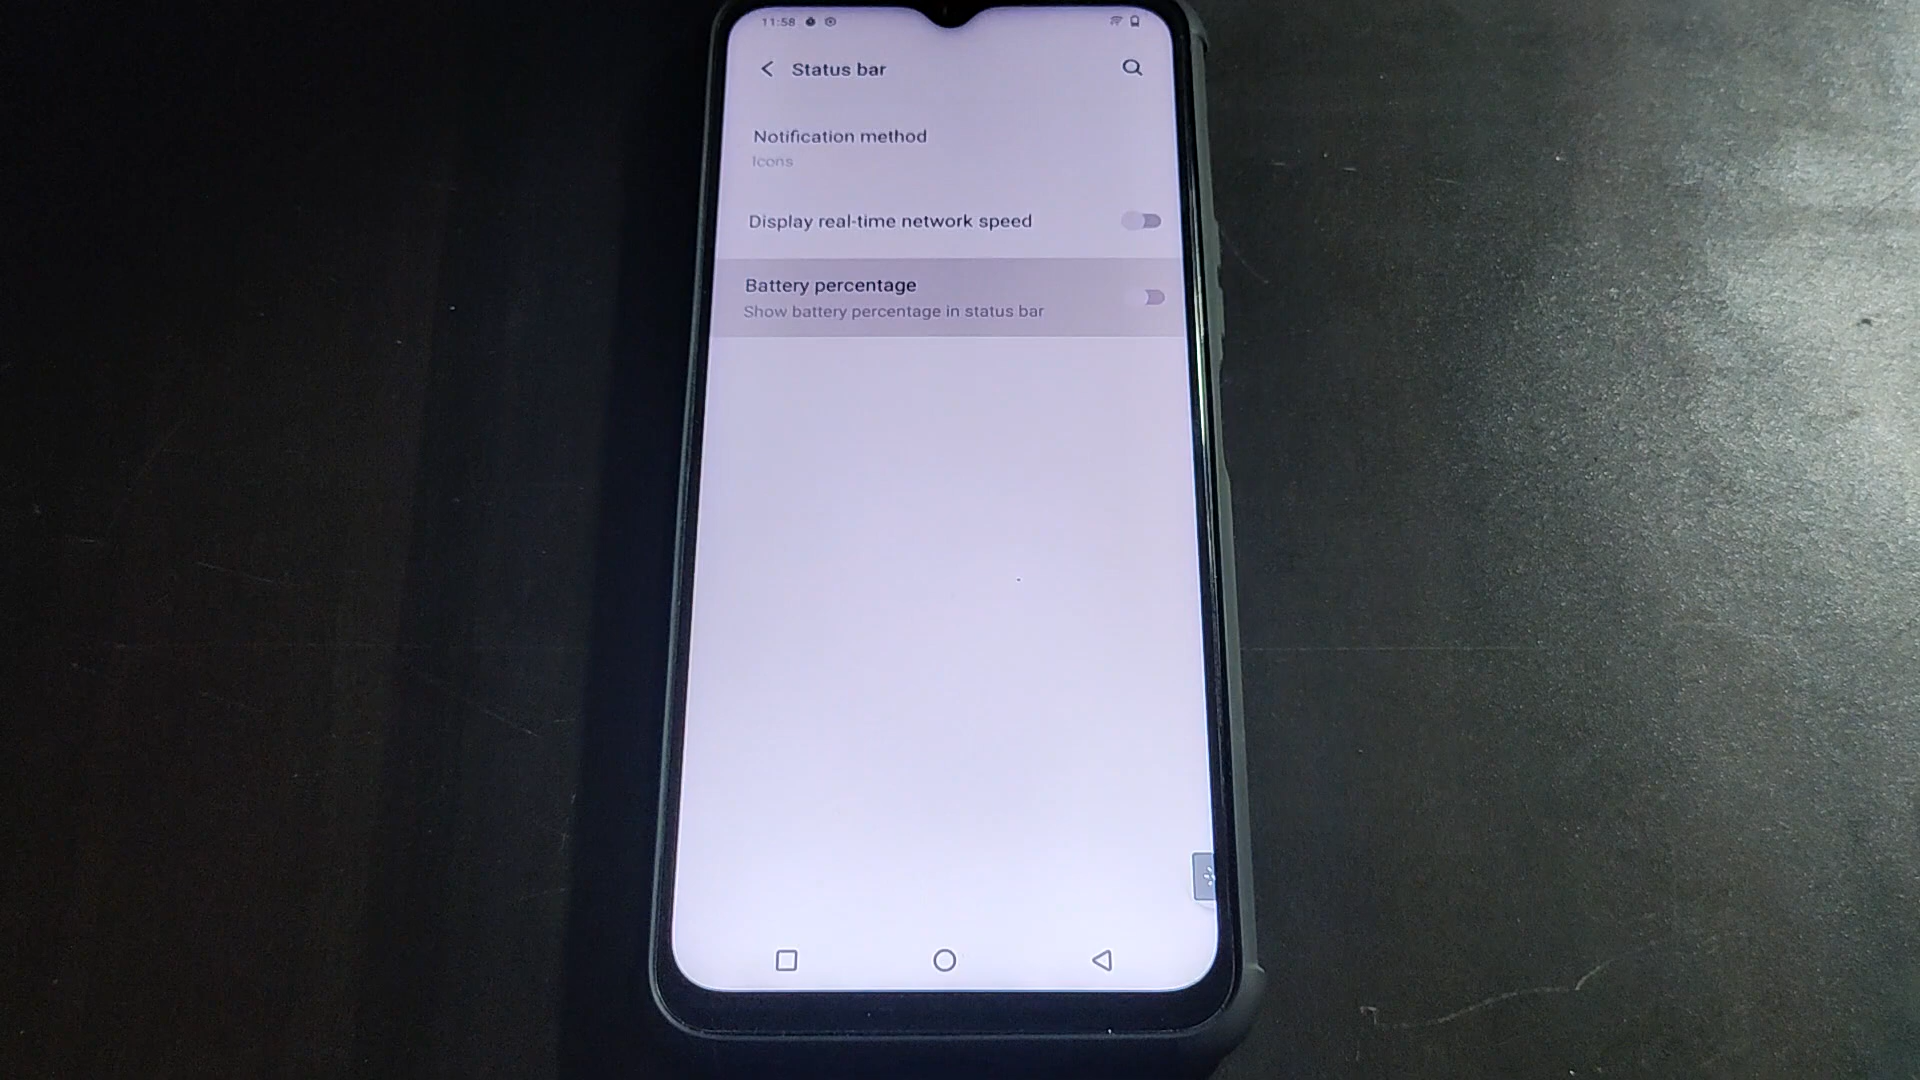 11:58
Status bar
Notification method
Icons
Display real-time network speed
Battery percentage
Show battery percentage in status bar